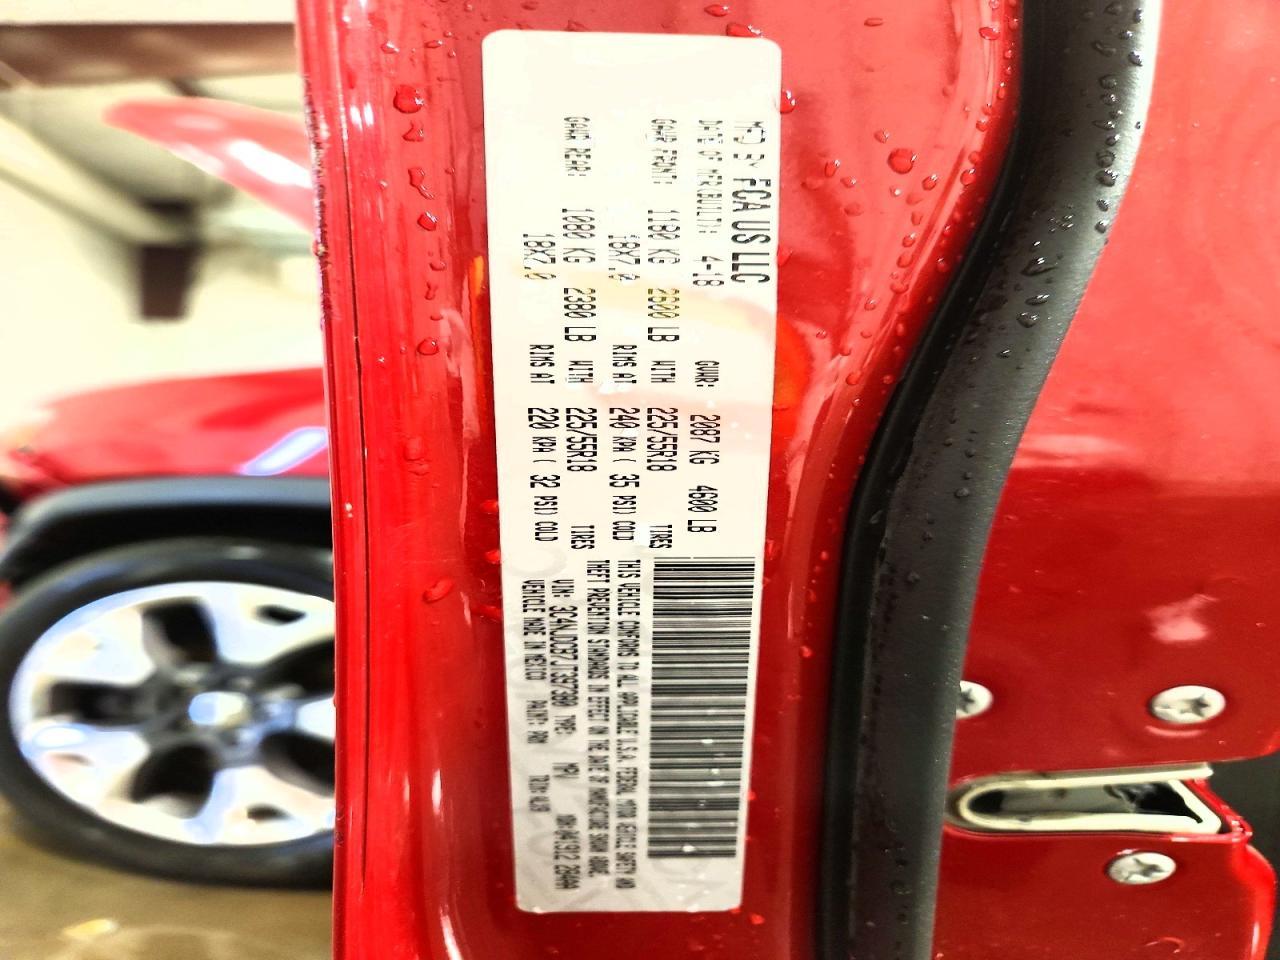 MFD BY FCA US LLC
DATE OF MFR(BUILT): 4-18 GVWR: 2087 KG 4600 LB
GAWR FRONT: 1180 KG 2600 LB WITH 225/55R18 TIRES
18X7.0 RIMS AT 240 KPA ( 35 PSI) COLD
GAWR REAR: 1080 KG 2380 LB WITH 225/55R18 TIRES
18X7.0 RIMS AT 220 KPA ( 32 PSI) COLD
THIS VEHICLE CONFORMS TO ALL APPLICABLE U.S.A. FEDERAL MOTOR VEHICLE SAFETY AND
THEFT PREVENTION STANDARDS IN EFFECT ON THE DATE OF MANUFACTURE SHOWN ABOVE.
VIN: TYPE: MPV
VEHICLE MADE IN MEXICO PAINT: PRM